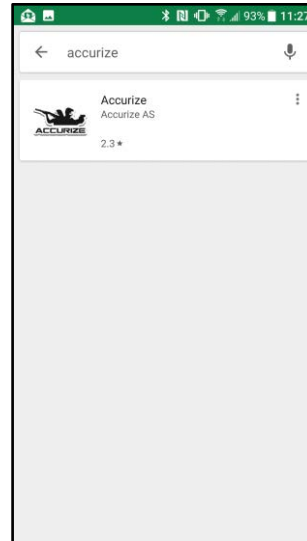 93% 11:27
accurize
Accurize
Accurize AS
ACCURIZE
2.3★